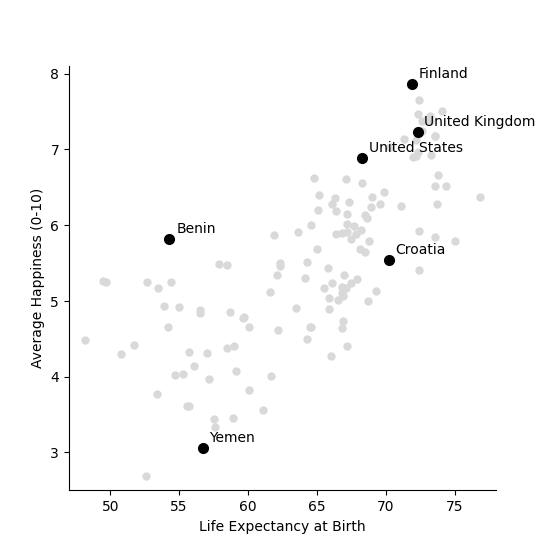 8
7
6
5
4
3
Average Happiness (0-10)
Finland
United Kingdom
United States
Benin
Croatia
Yemen
50
55
60
65
70
75
Life Expectancy at Birth